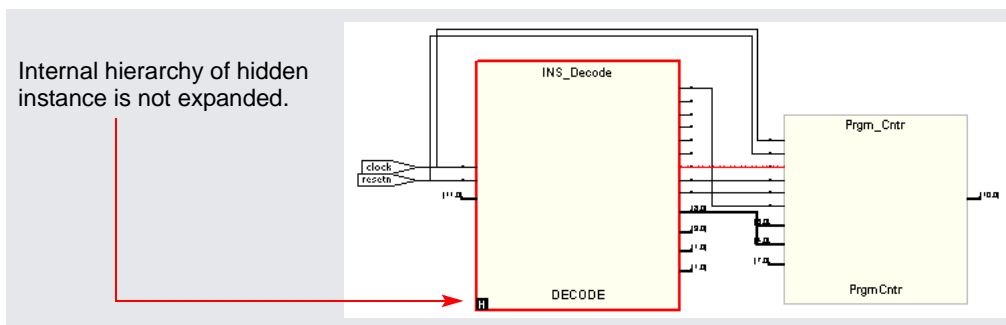 Internal hierarchy of hidden
instance is not expanded.
INS_Decode
Prgm_Cntr
clock
resetn
H
DECODE
PrgmCntr